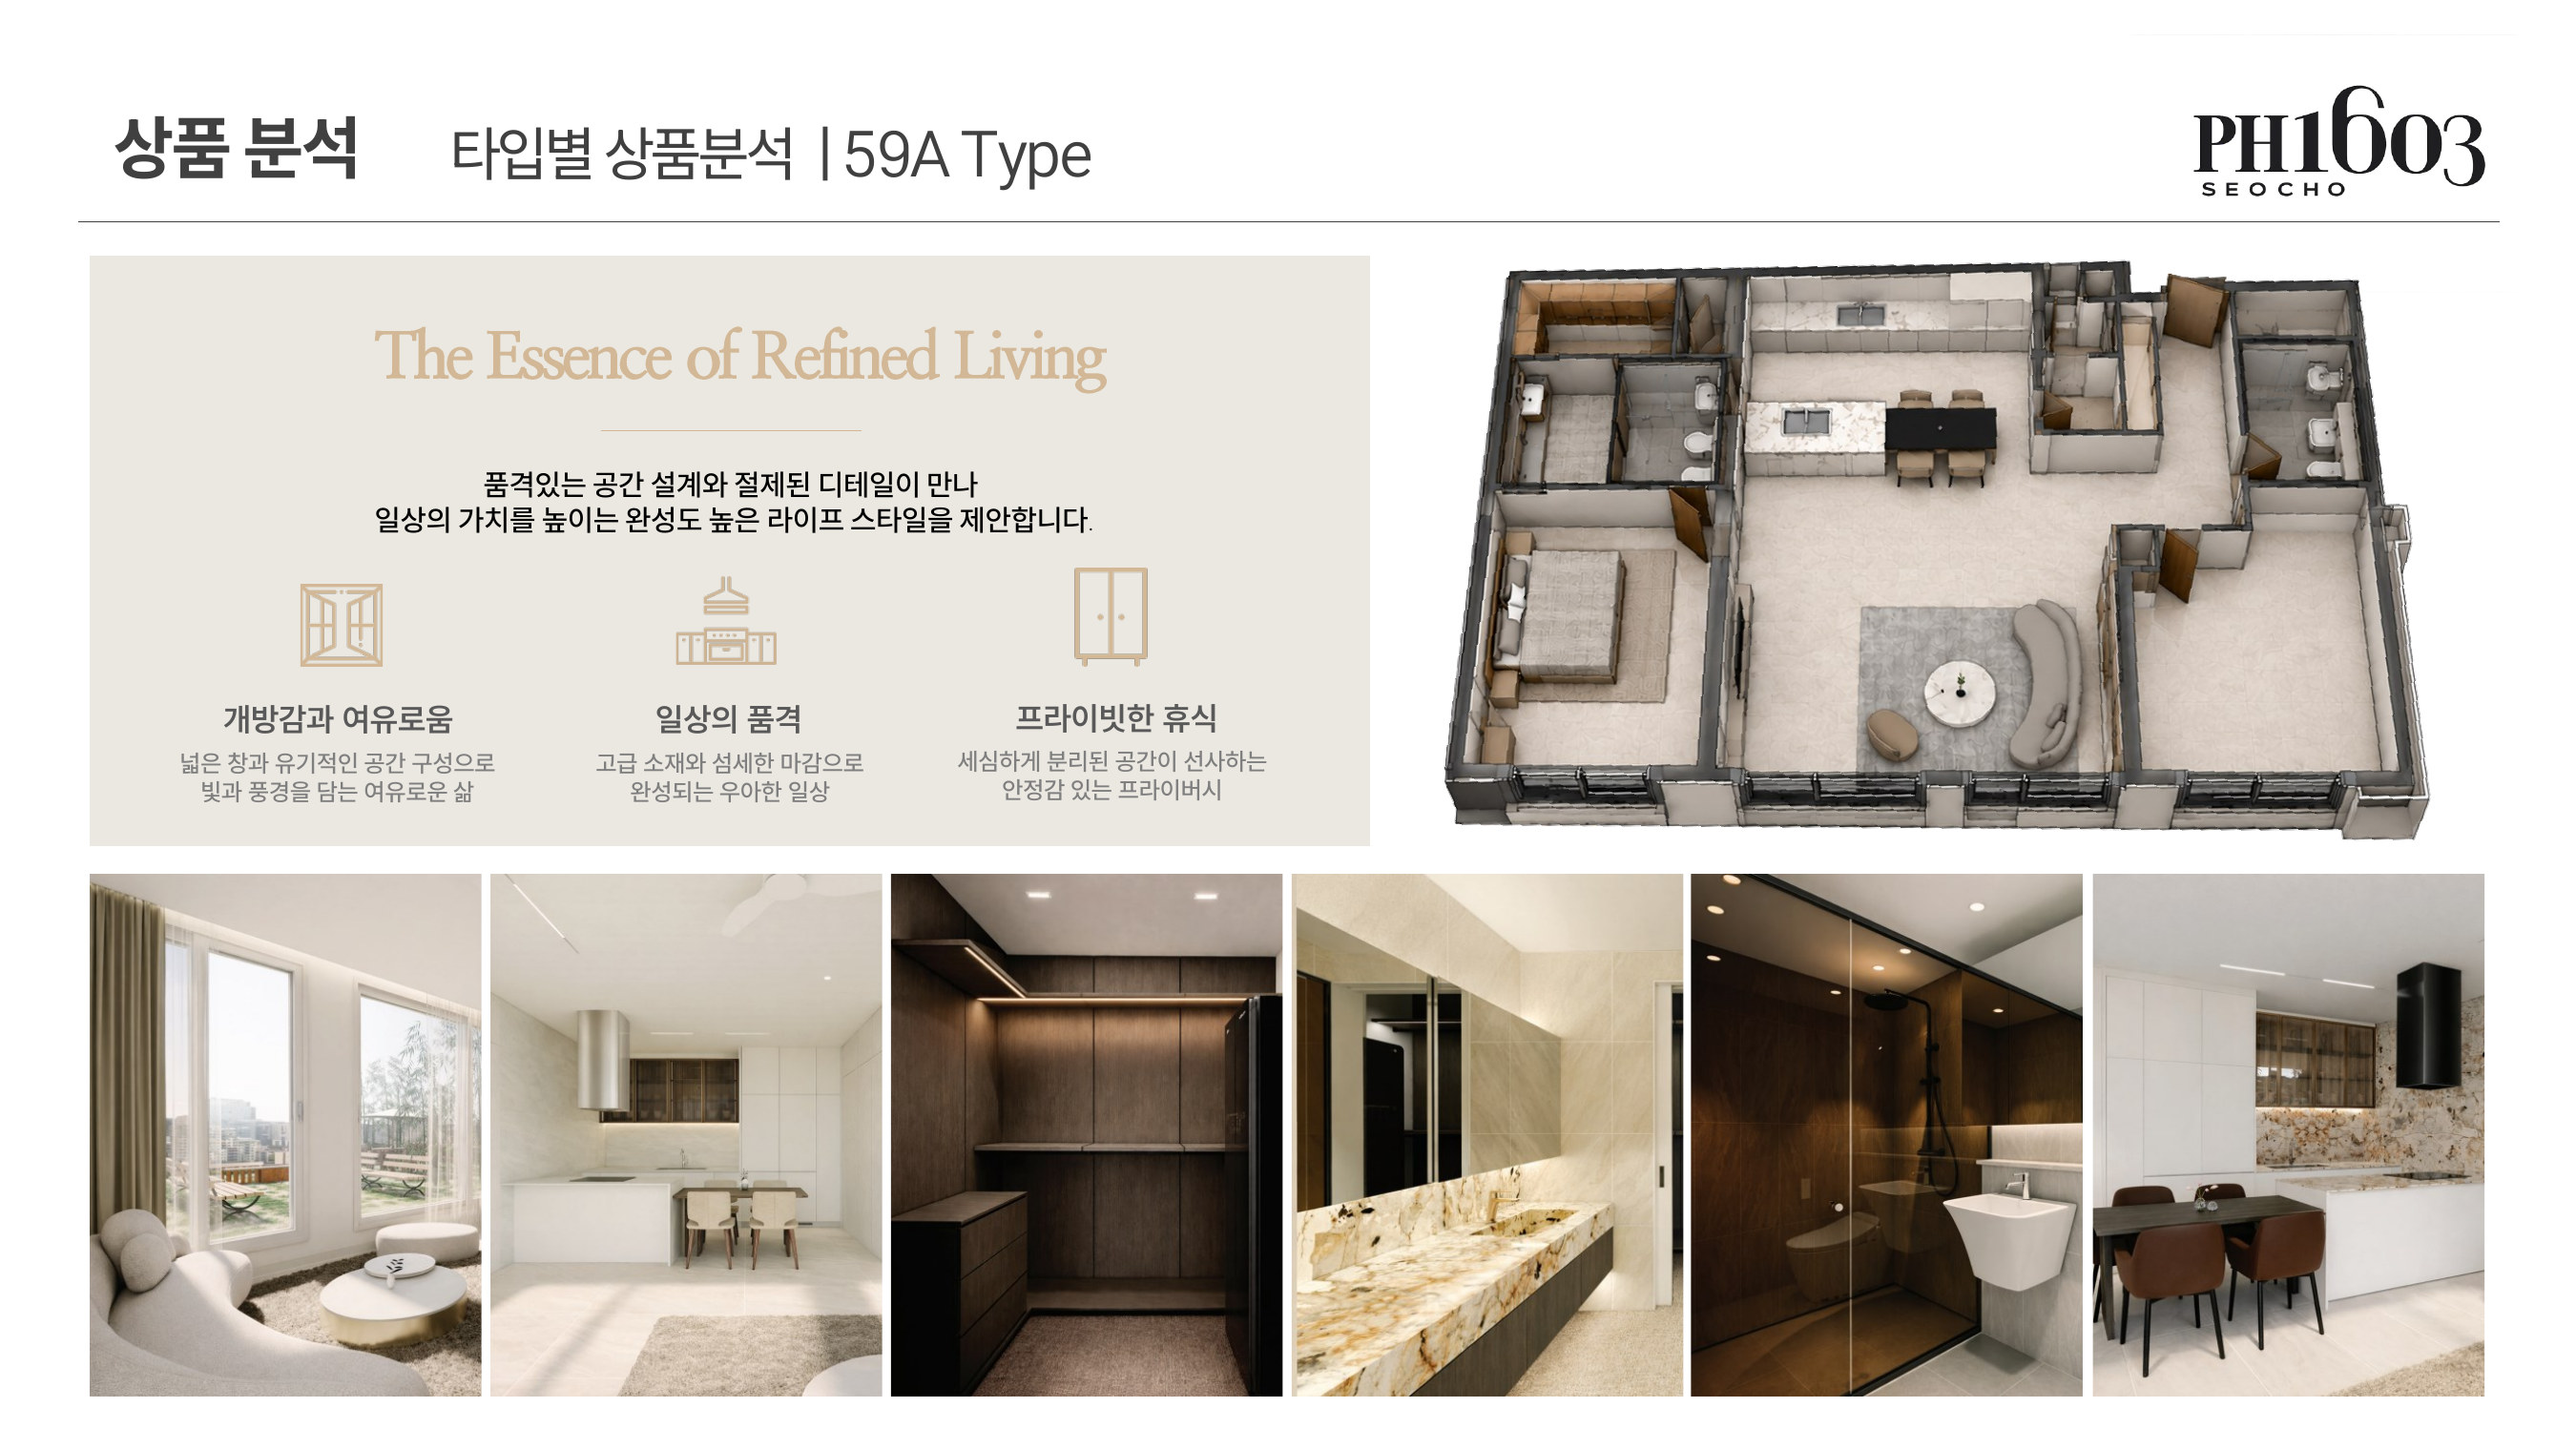 상품 분석
타입별 상품분석 | 59A Type
PH1603
SEOCHO
The Essence of Refined Living
품격있는 공간 설계와 절제된 디테일이 만나
일상의 가치를 높이는 완성도 높은 라이프 스타일을 제안합니다.
개방감과 여유로움
넓은 창과 유기적인 공간 구성으로
빛과 풍경을 담는 여유로운 삶
일상의 품격
고급 소재와 섬세한 마감으로
완성되는 우아한 일상
프라이빗한 휴식
세심하게 분리된 공간이 선사하는
안정감 있는 프라이버시